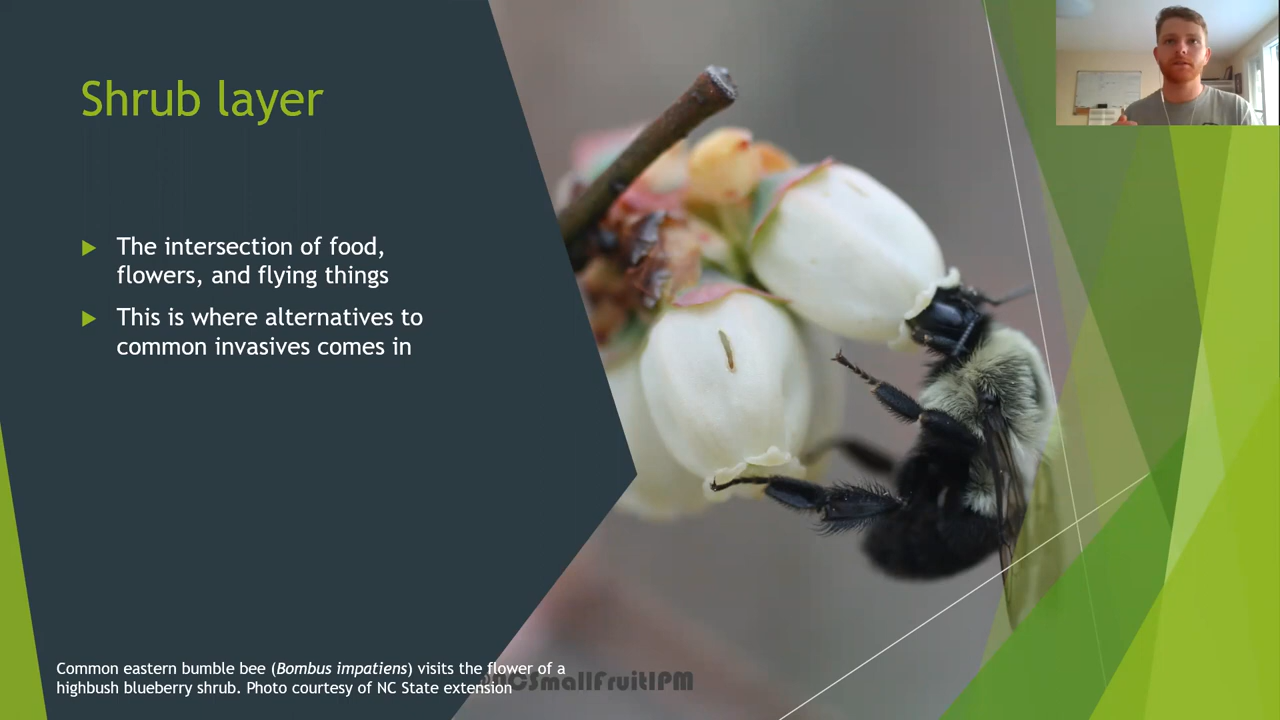 Shrub layer
The intersection of food,
flowers, and flying things
This is where alternatives to
common invasives comes in
Common eastern bumble bee (Bombus impatiens) visits the flower of a
highbush blueberry shrub. Photo courtesy of NC State extension
NCSmallFruitIPM